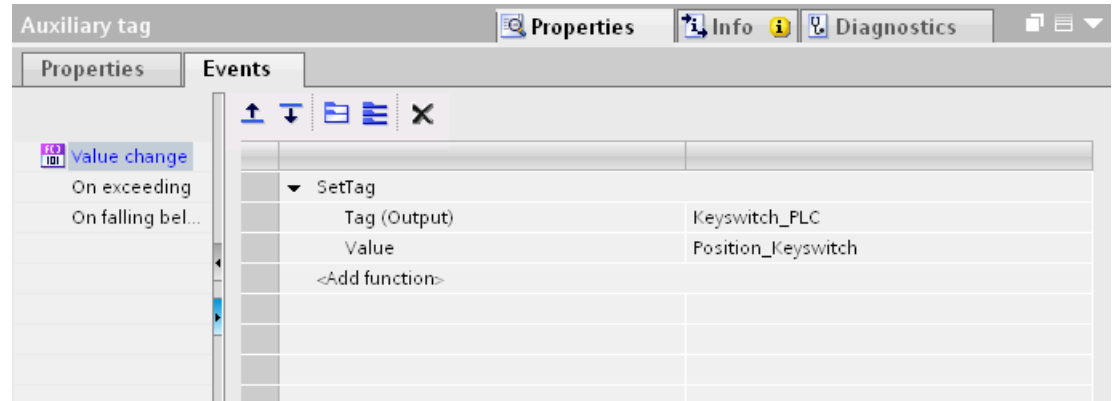 Auxiliary tag Properties Info Diagnostics
Properties Events
Value change
On exceeding
On falling bel...
SetTag
Tag (Output) Keyswitch_PLC
Value Position_Keyswitch
<Add function>